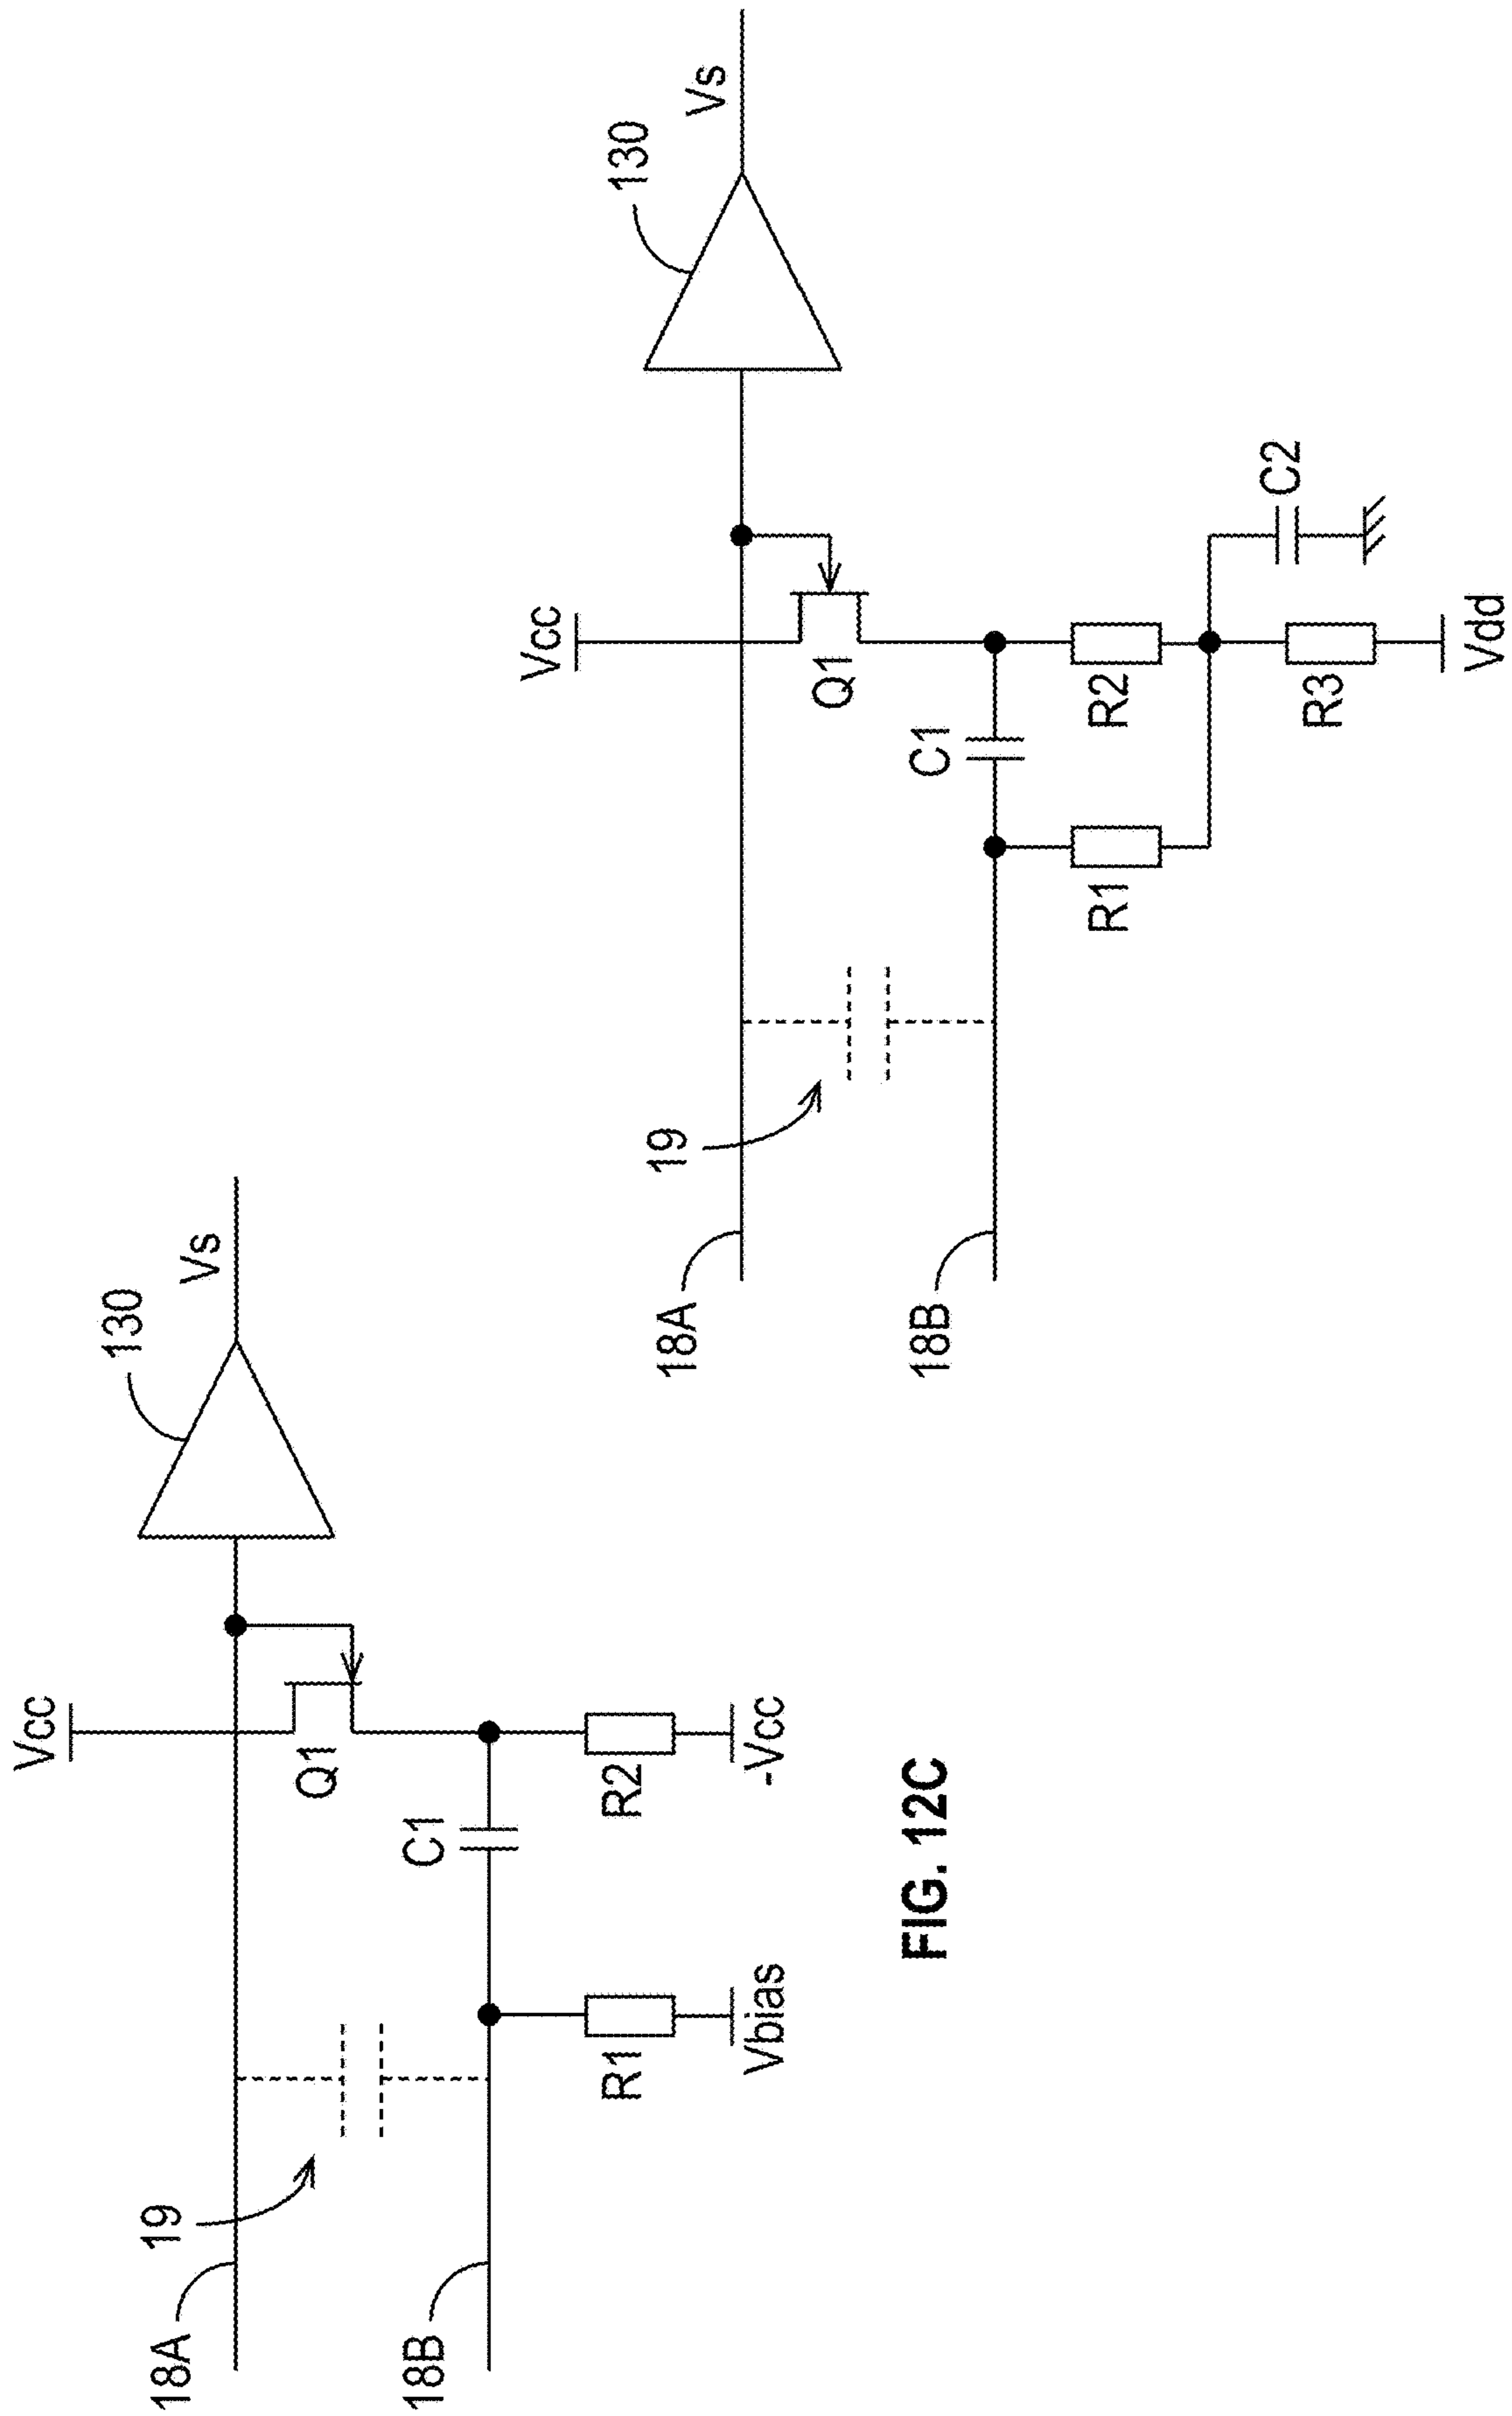 Vcc
Vs
130
Q1
19
C1
18A
18B
R1
R2
Vbias
-Vcc
FIG. 12C
Vcc
Vs
130
Q1
19
C1
C2
18A
18B
R1
R2
R3
Vdd